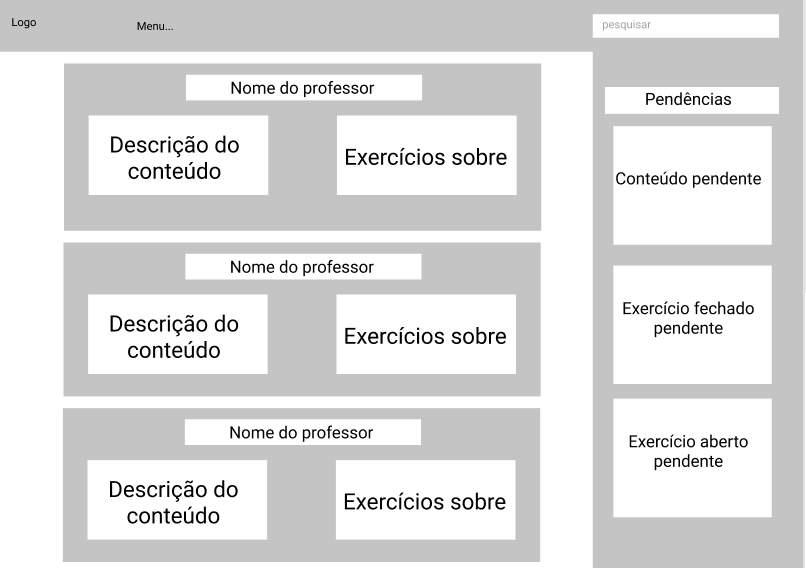 Logo
Menu...
pesquisar
Nome do professor
Descrição do
conteúdo
Exercícios sobre
Nome do professor
Descrição do
conteúdo
Exercícios sobre
Nome do professor
Descrição do
conteúdo
Exercícios sobre
Pendências
Conteúdo pendente
Exercício fechado
pendente
Exercício aberto
pendente